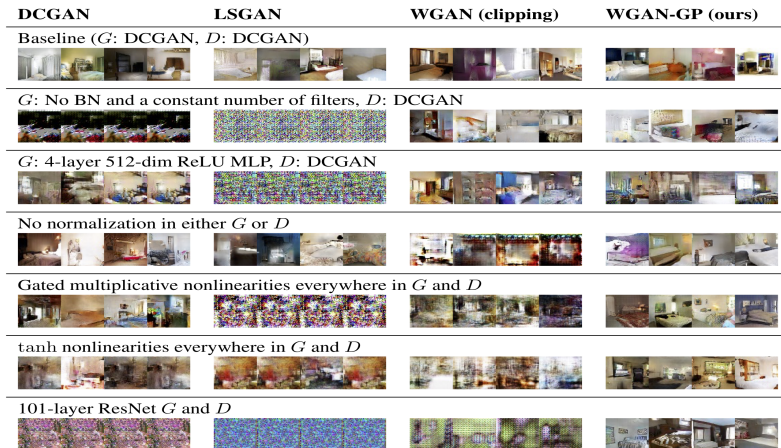 DCGAN LSGAN WGAN (clipping) WGAN-GP (ours)
Baseline (G: DCGAN, D: DCGAN)
G: No BN and a constant number of filters, D: DCGAN
G: 4-layer 512-dim ReLU MLP, D: DCGAN
No normalization in either G or D
Gated multiplicative nonlinearities everywhere in G and D
tanh nonlinearities everywhere in G and D
101-layer ResNet G and D